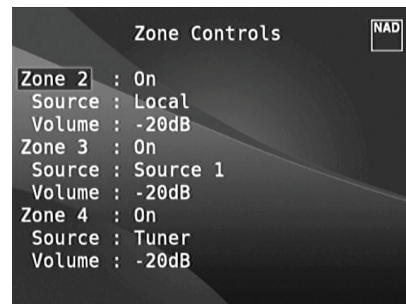 Zone Controls
NAD
Zone 2 : On
Source : Local
Volume : -20dB
Zone 3 : On
Source : Source 1
Volume : -20dB
Zone 4 : On
Source : Tuner
Volume : -20dB